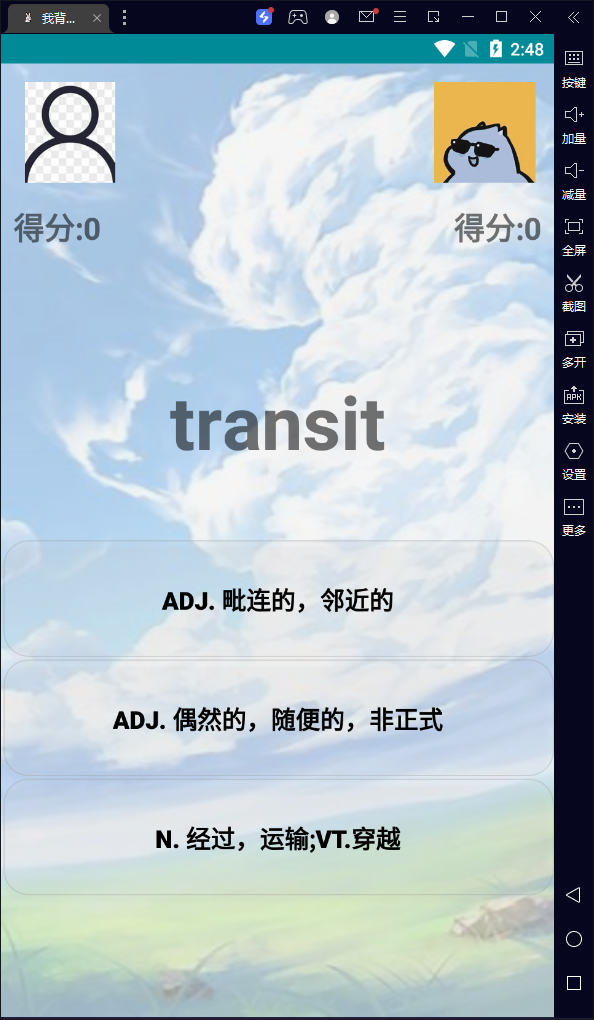 我背...
2:48
得分:0
得分:0
transit
ADJ. 毗连的，邻近的
ADJ. 偶然的，随便的，非正式
N. 经过，运输;VT.穿越
按键
加量
减量
全屏
截图
多开
APK
安装
设置
更多